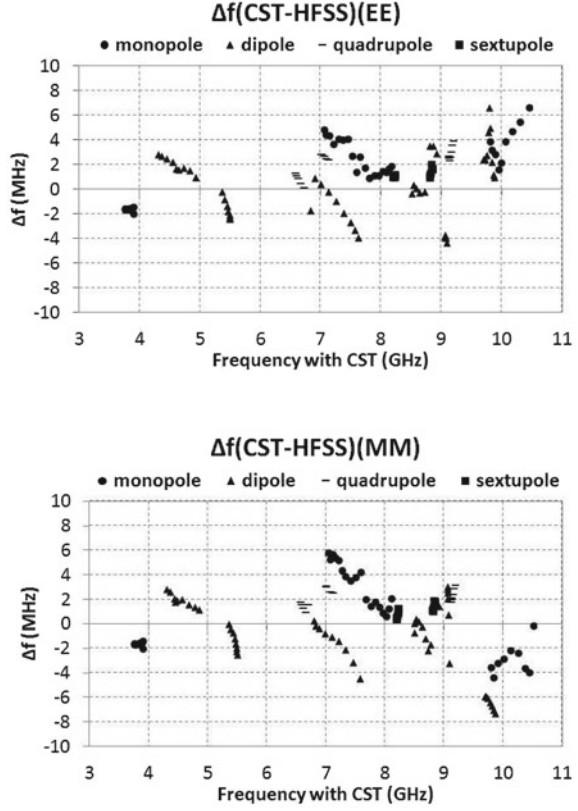 Δf(CST-HFSS)(EE)
monopole dipole quadrupole sextupole
10
8
6
4
2
0
-2
-4
-6
-8
-10
Δf (MHz)
3 4 5 6 7 8 9 10 11
Frequency with CST (GHz)
Δf(CST-HFSS)(MM)
monopole dipole quadrupole sextupole
10
8
6
4
2
0
-2
-4
-6
-8
-10
Δf (MHz)
3 4 5 6 7 8 9 10 11
Frequency with CST (GHz)